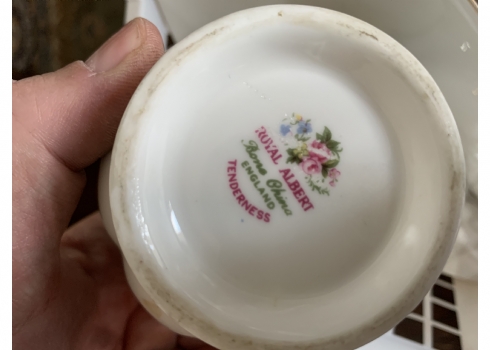 ROYAL ALBERT
Bone China
ENGLAND
TENDERNESS